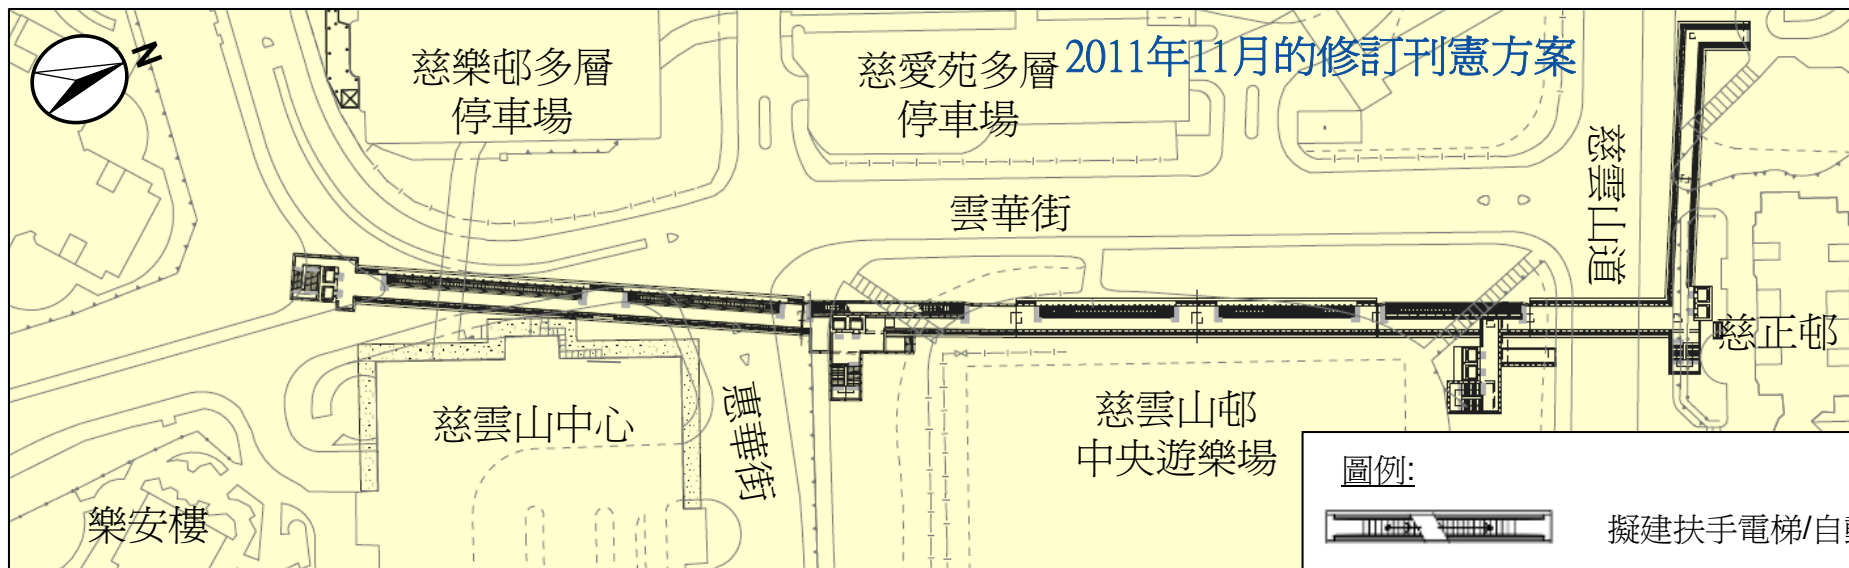 N
慈樂邨多層
停車場
慈愛苑多層
停車場
2011年11月的修訂刊憲方案
雲華街
慈雲山道
慈正邨
慈雲山中心
惠華街
慈雲山邨
中央遊樂場
樂安樓
圖例:
擬建扶手電梯/自